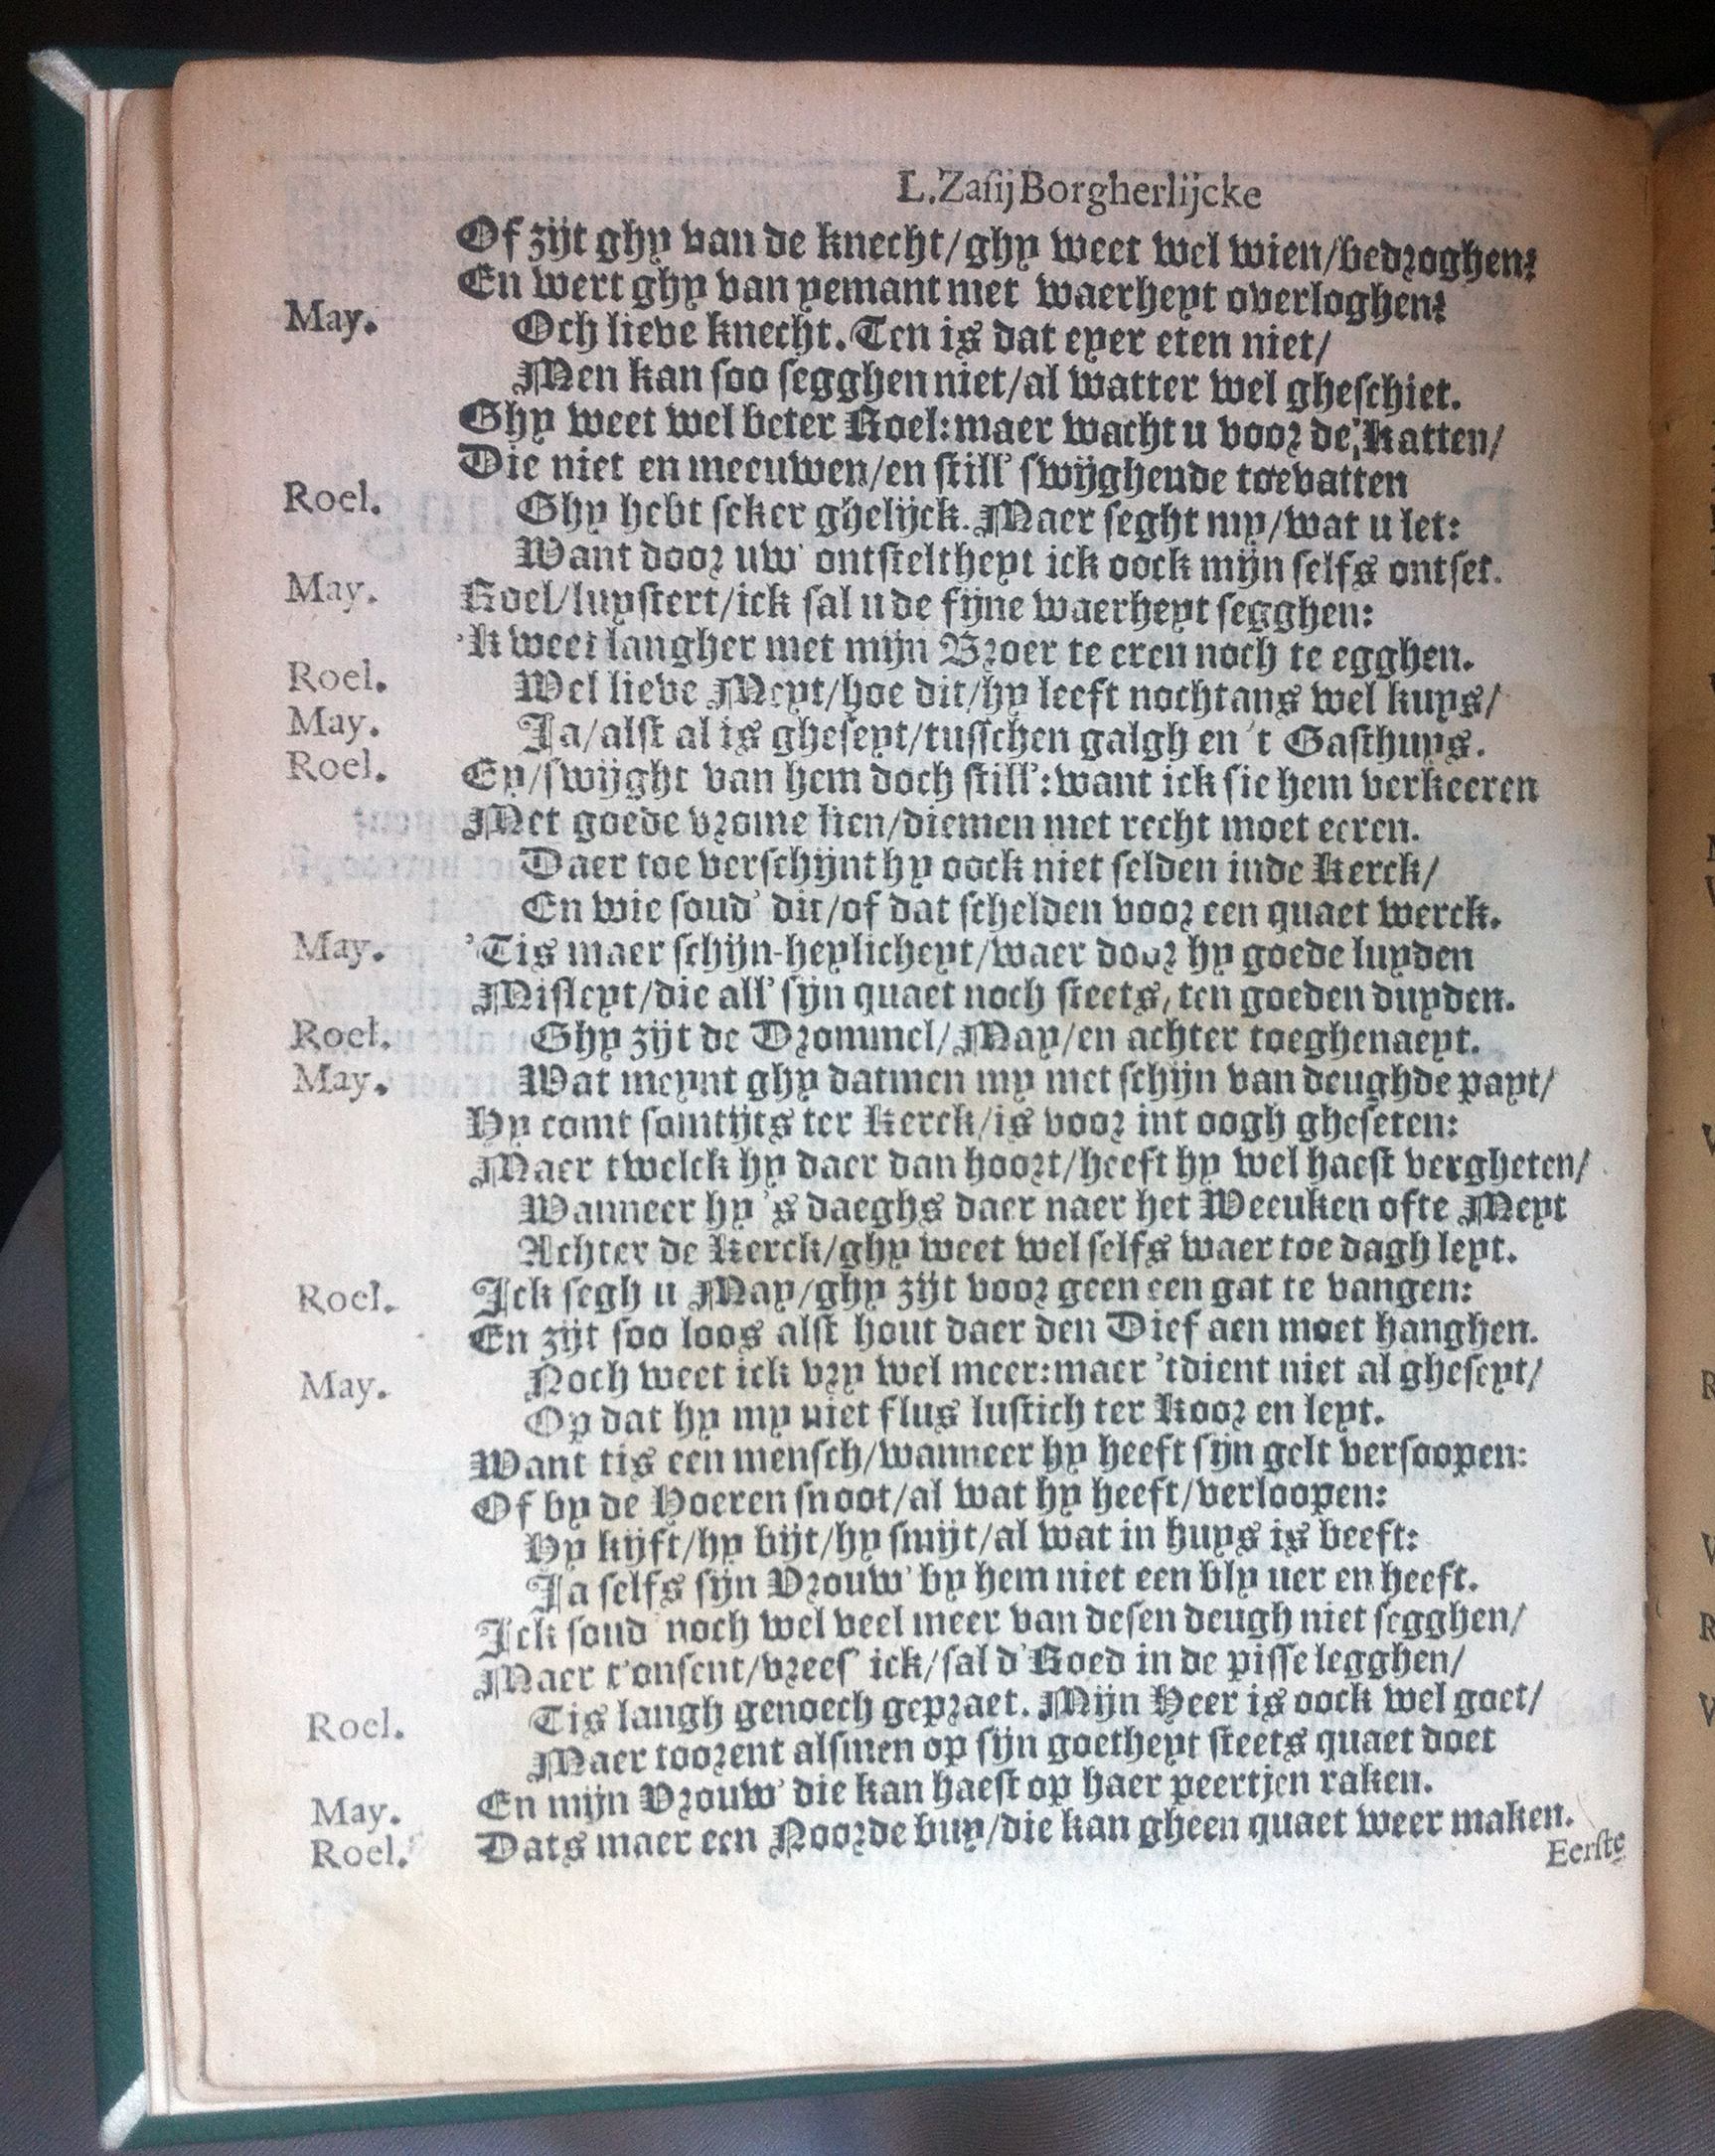 L. Zasij Borgherlijcke
Of zijt ghy van de knecht/ghy weet wel wien/bedroghen?
En wert ghy van yemant met waerheyt overloghen?
May. Och lieve knecht. Ten is dat eyer eten niet/
Men kan soo segghen niet/al watter wel gheschiet.
Ghy weet wel beter Roel: maer wacht u voor de Katten/
Die niet en meeuwen/en still' swijghende toevatten
Roel. Ghy hebt seker ghelijck. Maer seght my/wat u let:
Want door uw' ontsteltheyt ick oock mijn selfs ontset.
May. Roel/luystert/ick sal u de fijne waerheyt segghen:
'K weet langher met mijn Broer te eren noch te egghen.
Roel. Wel lieve Meyt/hoe dit/hy leeft nochtans wel kuys/
May. Ja/alst al is gheseyt/tusschen galgh en 't Gasthuys.
Roel. Ey/swijght van hem doch still': want ick sie hem verkeeren
Met goede vrome lien/diemen met recht moet eeren.
Daer toe verschijnt hy oock niet selden inde Kerck/
En wie soud' dit/of dat schelden voor een quaet werck.
May. 'Tis maer schijn-heylicheyt/waer door hy goede luyden
Misleyt/die all' sijn quaet noch steets, ten goeden duyden.
Roel. Ghy zijt de Drommel/May/en achter toeghenaeyt.
May. Wat meynt ghy datmen my met schijn van deughde payt/
Hy comt somtijts ter Kerck/is voor int oogh gheseten:
Maer twelck hy daer dan hoort/heeft hy wel haest vergheten/
Wanneer hy 's daeghs daer naer het Weeuken ofte Meyt
Achter de Kerck/ghy weet wel selfs waer toe dagh leyt.
Roel. Ick segh u May/ghy zijt voor geen een gat te vangen:
En zijt soo loos alst hout daer den Dief aen moet hanghen.
May. Noch weet ick vry wel meer: maer 'tdient niet al gheseyt/
Op dat hy my niet flus lustich ter Koor en leyt.
Want tis een mensch/wanneer hy heeft sijn gelt versoopen:
Of by de Hoeren snoot/al wat hy heeft/verloopen:
Hy kijft/hy bijt/hy smijt/al wat in huys is beeft:
Ja selfs sijn Vrouw' by hem niet een bly uer en heeft.
Ick soud' noch wel veel meer van desen deugh niet segghen/
Maer t'onsent/vrees' ick/sal d'Roed in de pisse legghen/
Roel. Tis langh genoech gepraet. Mijn Heer is oock wel goet/
Maer toorent alsmen op sijn goetheyt steets quaet doet
May. En mijn Vrouw' die kan haest op haer peertjen raken.
Roel. Dats maer een Noorde buy/die kan gheen quaet weer maken.
Eerste